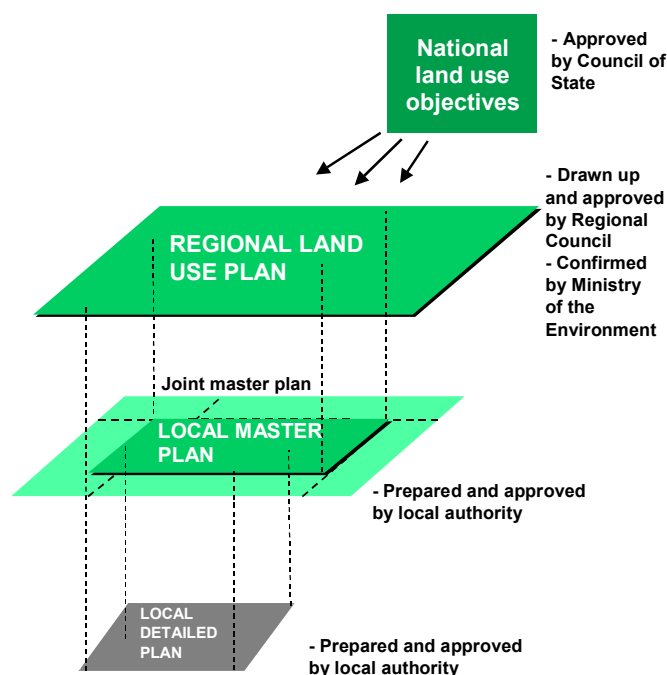 National
land use
objectives
- Approved
by Council of
State
- Drawn up
and approved
by Regional
Council
- Confirmed
by Ministry
of the
Environment
REGIONAL LAND
USE PLAN
Joint master plan
LOCAL MASTER
PLAN
- Prepared and approved
by local authority
LOCAL
DETAILED
PLAN
- Prepared and approved
by local authority